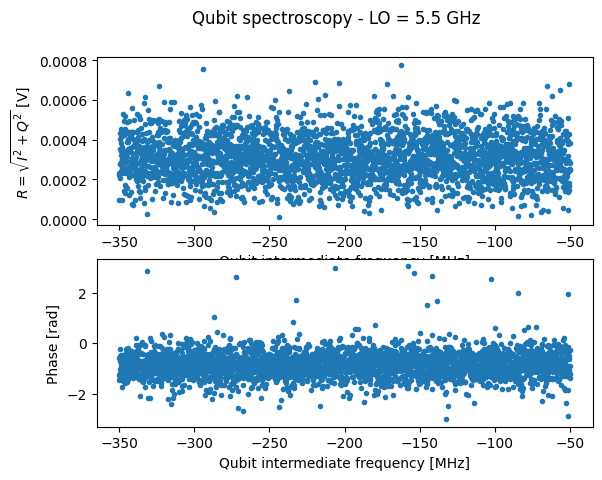 Qubit spectroscopy - LO = 5.5 GHz
R = √I² + Q² [V]
0.0008
0.0006
0.0004
0.0002
0.0000
−350 −300 −250 −200 −150 −100 −50
Qubit intermediate frequency [MHz]
Phase [rad]
2
0
−2
−350 −300 −250 −200 −150 −100 −50
Qubit intermediate frequency [MHz]